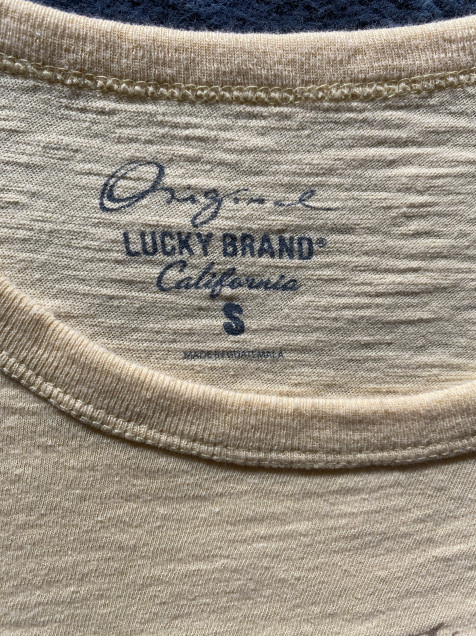 Original
LUCKY BRAND®
California
S
MADE IN GUATEMALA